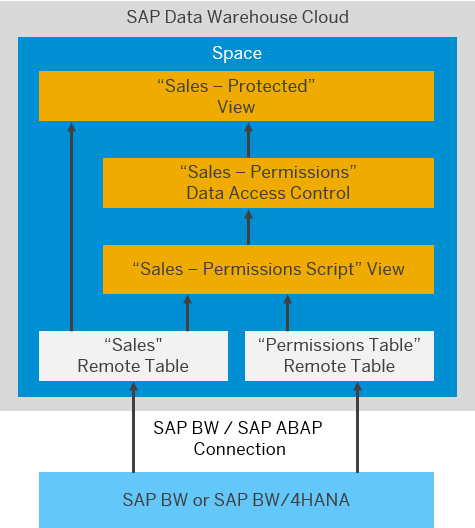 SAP Data Warehouse Cloud
Space
“Sales – Protected”
View
“Sales – Permissions”
Data Access Control
“Sales – Permissions Script” View
“Sales"
Remote Table
“Permissions Table”
Remote Table
SAP BW / SAP ABAP
Connection
SAP BW or SAP BW/4HANA